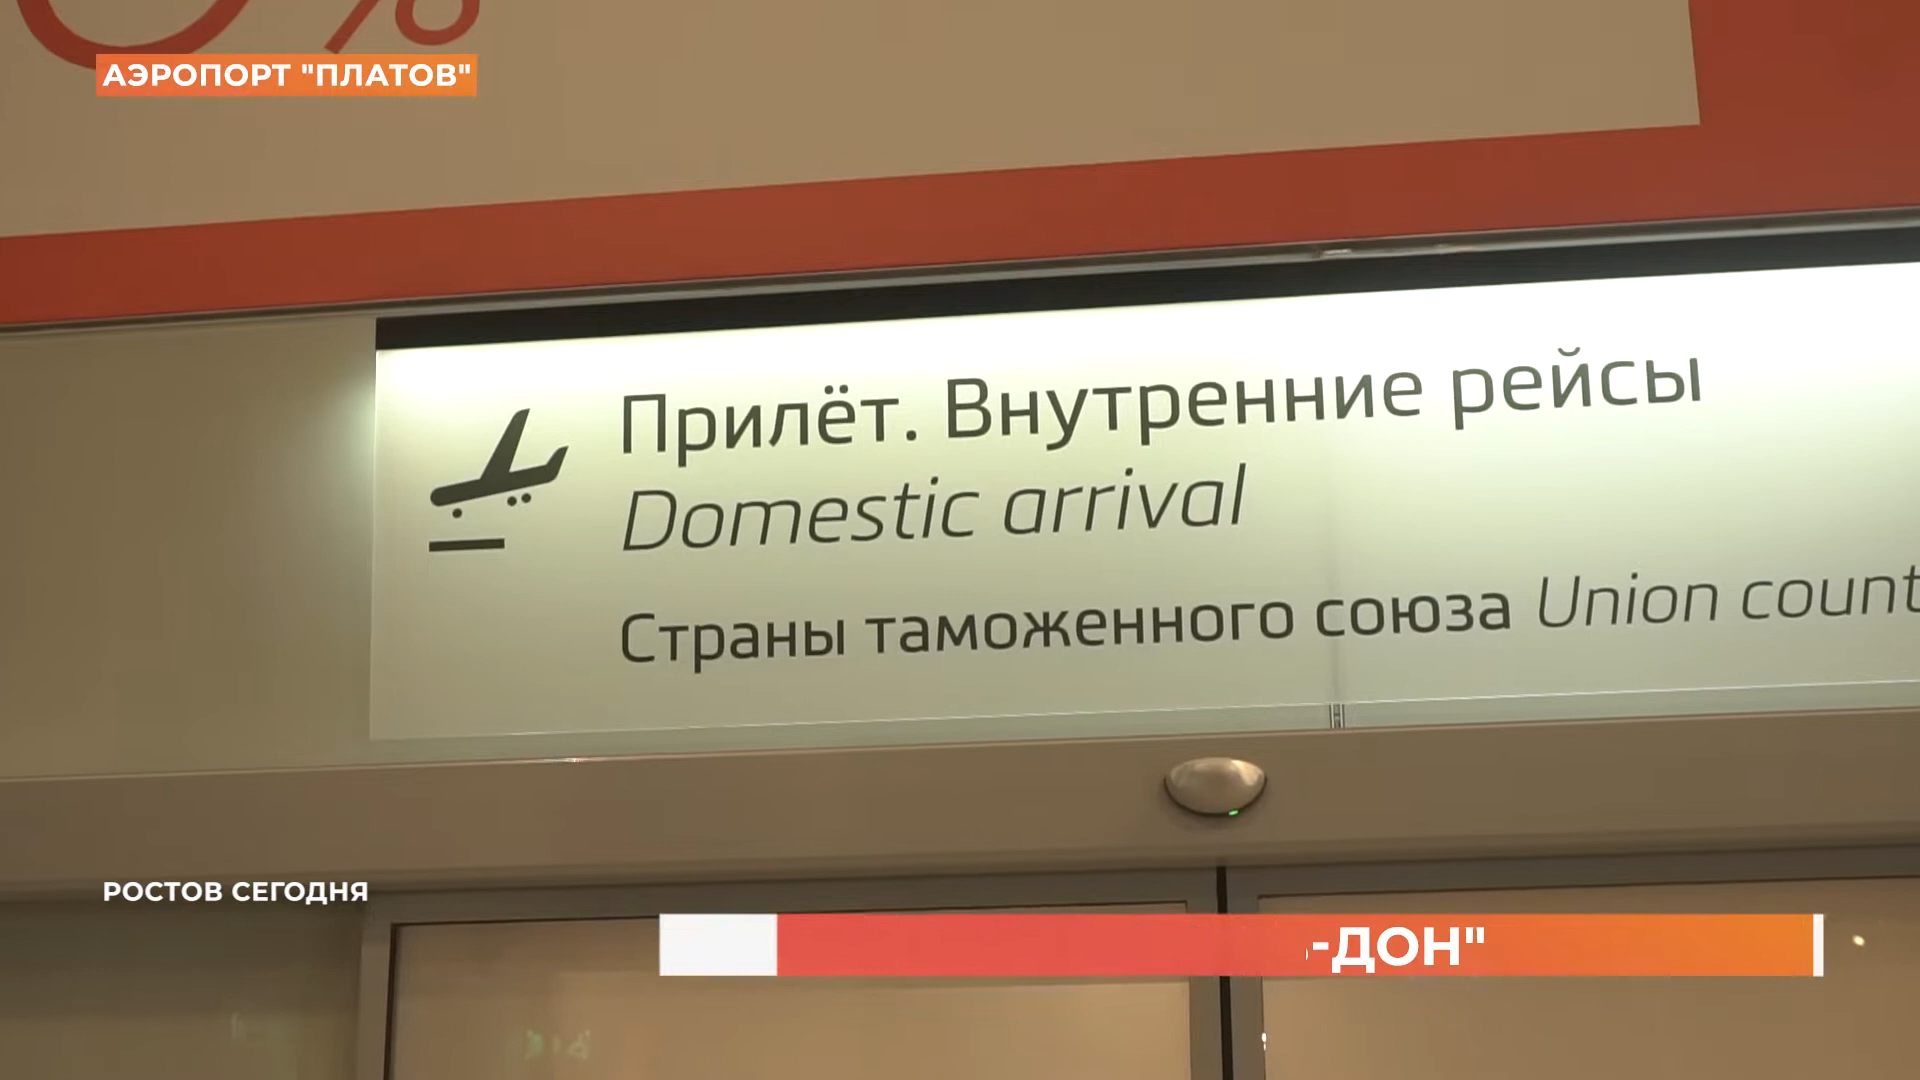 %
АЭРОПОРТ "ПЛАТОВ"
Прилёт. Внутренние рейсы
Domestic arrival
Страны таможенного союза Union count
РОСТОВ СЕГОДНЯ
-ДОН"